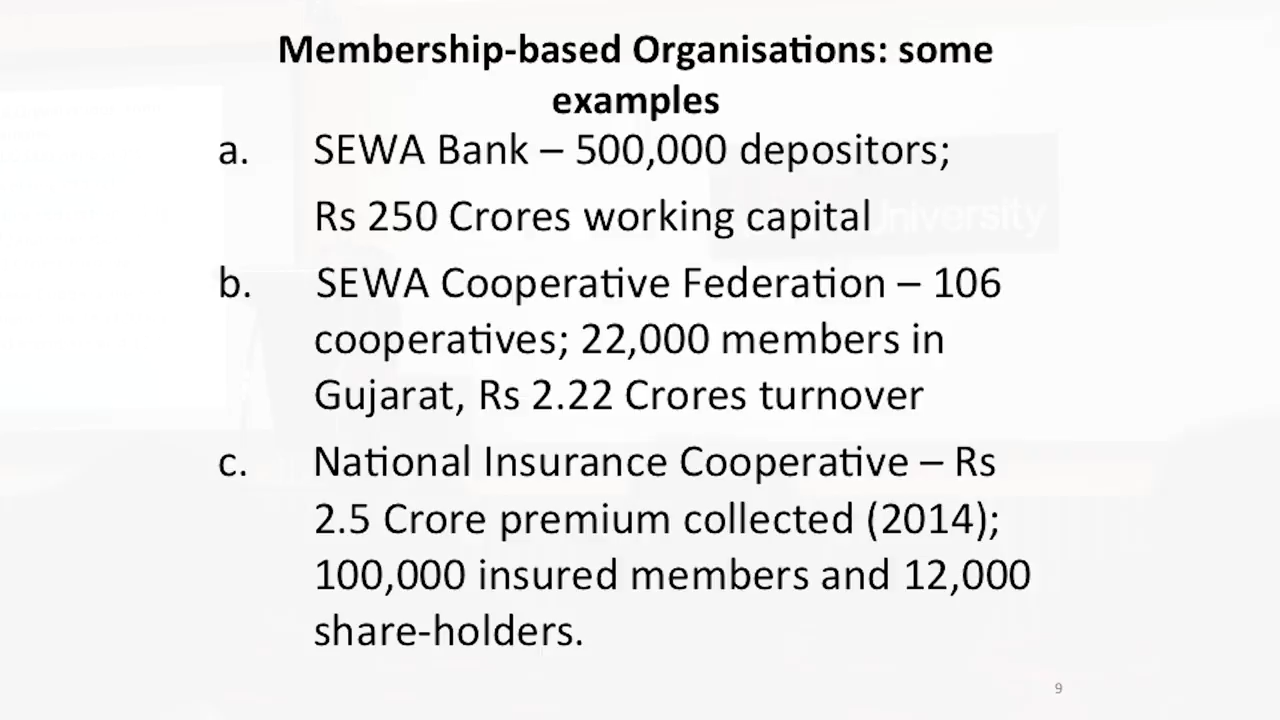 Membership-based Organisations: some
examples
a. SEWA Bank – 500,000 depositors;
Rs 250 Crores working capital
University
b. SEWA Cooperative Federation – 106
cooperatives; 22,000 members in
Gujarat, Rs 2.22 Crores turnover
c. National Insurance Cooperative – Rs
2.5 Crore premium collected (2014);
100,000 insured members and 12,000
share-holders.
9